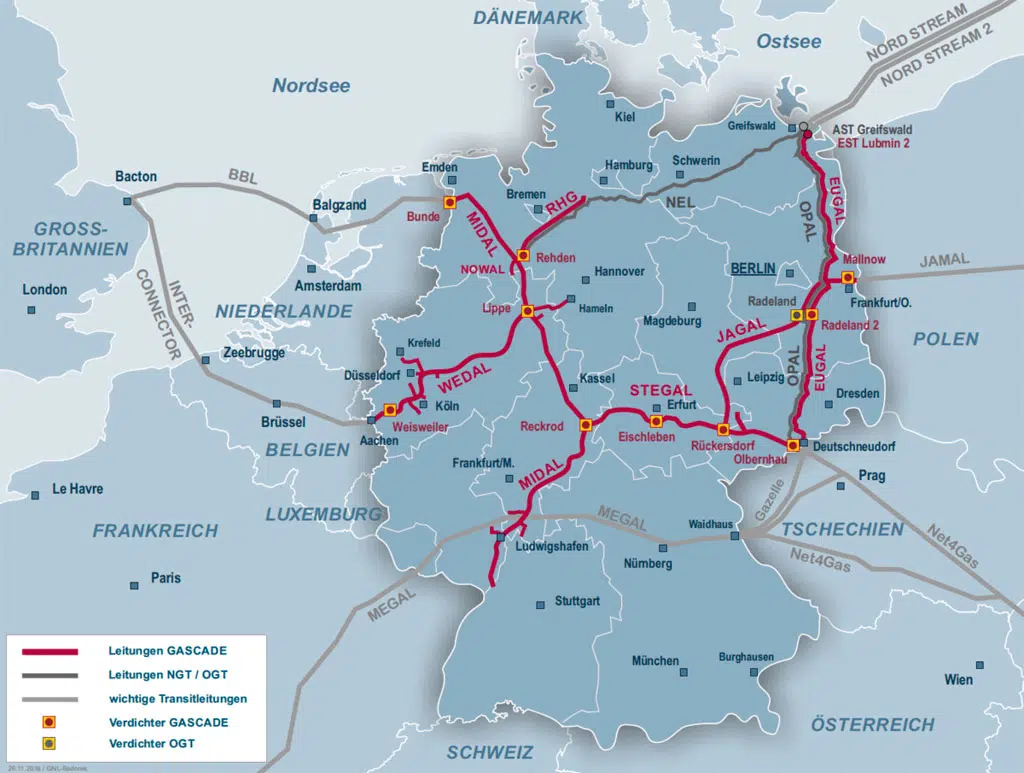 DÄNEMARK
Ostsee
NORD STREAM
NORD STREAM 2
Nordsee
Kiel
Greifswald
AST Greifswald
EST Lubmin 2
Hamburg
Schwerin
Emden
Bremen
RHG
NEL
EUGAL
OPAL
Bacton
BBL
Balgzand
Bunde
MIDAL
GROSS-
BRITANNIEN
NOWAL
Rehden
Hannover
BERLIN
Mallnow
JAMAL
London
INTER-
CONNECTOR
Amsterdam
NIEDERLANDE
Lippe
Hameln
Magdeburg
Radeland
Frankfurt/O.
Radeland 2
JAGAL
POLEN
Zeebrugge
Krefeld
Düsseldorf
WEDAL
Kassel
STEGAL
Leipzig
OPAL
EUGAL
Dresden
Brüssel
Köln
Erfurt
Aachen
Weisweiler
Reckrod
Eischleben
Rückersdorf
Olbernhau
Deutschneudorf
BELGIEN
Frankfurt/M.
MIDAL
Prag
Gazelle
Le Havre
FRANKREICH
LUXEMBURG
MEGAL
Waidhaus
TSCHECHIEN
Net4Gas
Ludwigshafen
Nürnberg
Net4Gas
Paris
MEGAL
Stuttgart
Leitungen GASCADE
Leitungen NGT / OGT
wichtige Transitleitungen
Verdichter GASCADE
Verdichter OGT
München
Burghausen
Wien
ÖSTERREICH
SCHWEIZ